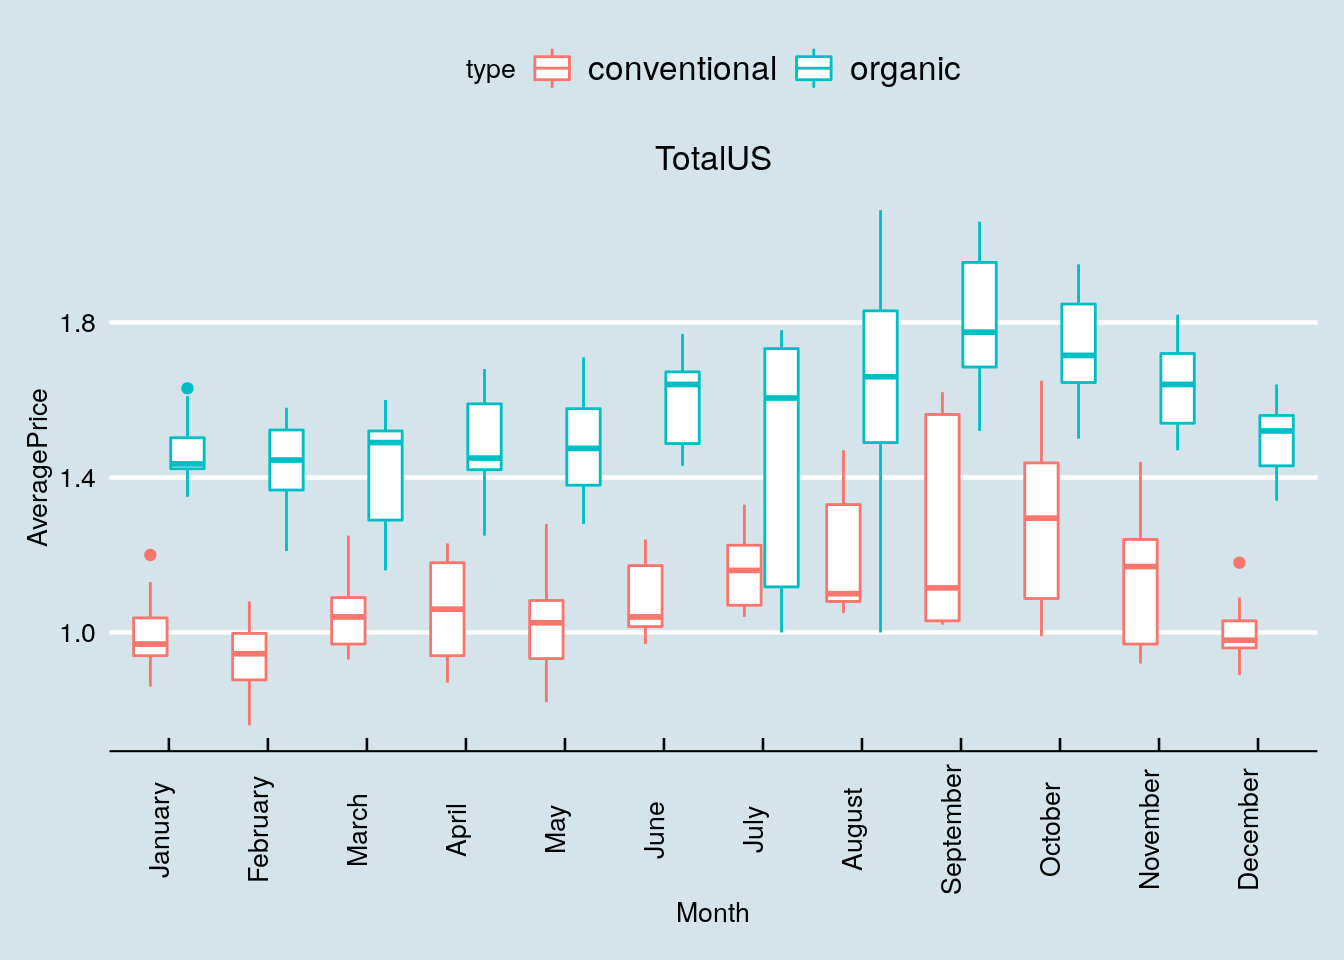 type conventional organic
TotalUS
AveragePrice
1.8
1.4
1.0
January February March April May June July August September October November December
Month